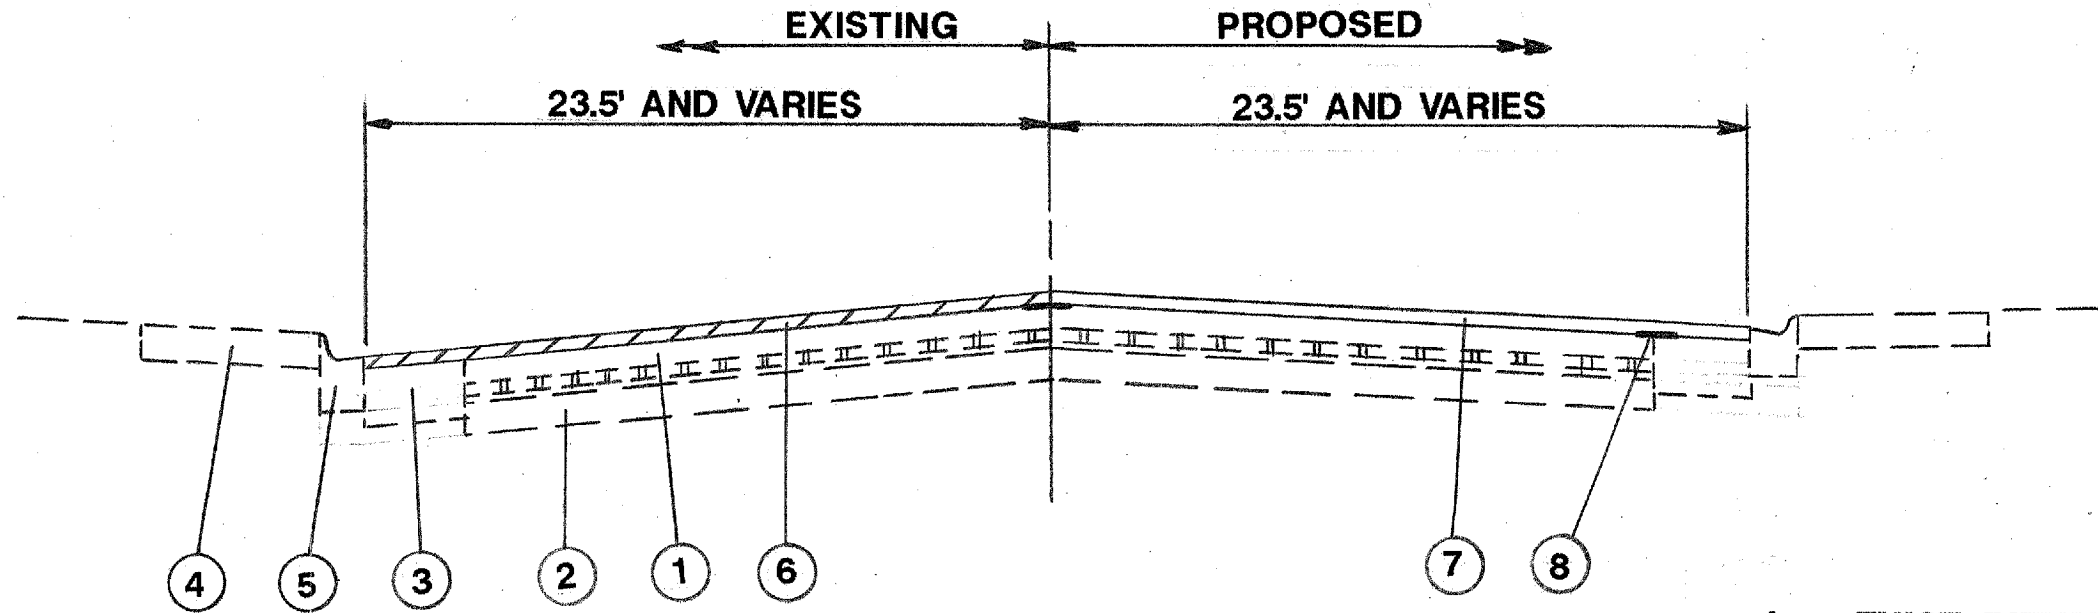 EXISTING PROPOSED
23.5' AND VARIES 23.5' AND VARIES
4 5 3 2 1 6 7 8